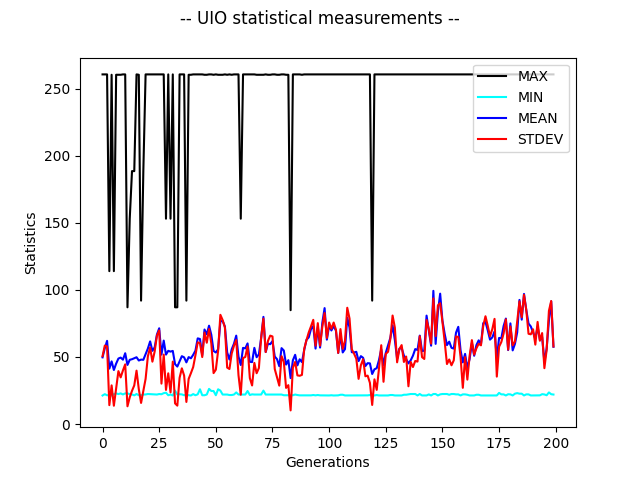 -- UIO statistical measurements --
MAX
MIN
MEAN
STDEV
Statistics
250
200
150
100
50
0
0 25 50 75 100 125 150 175 200
Generations